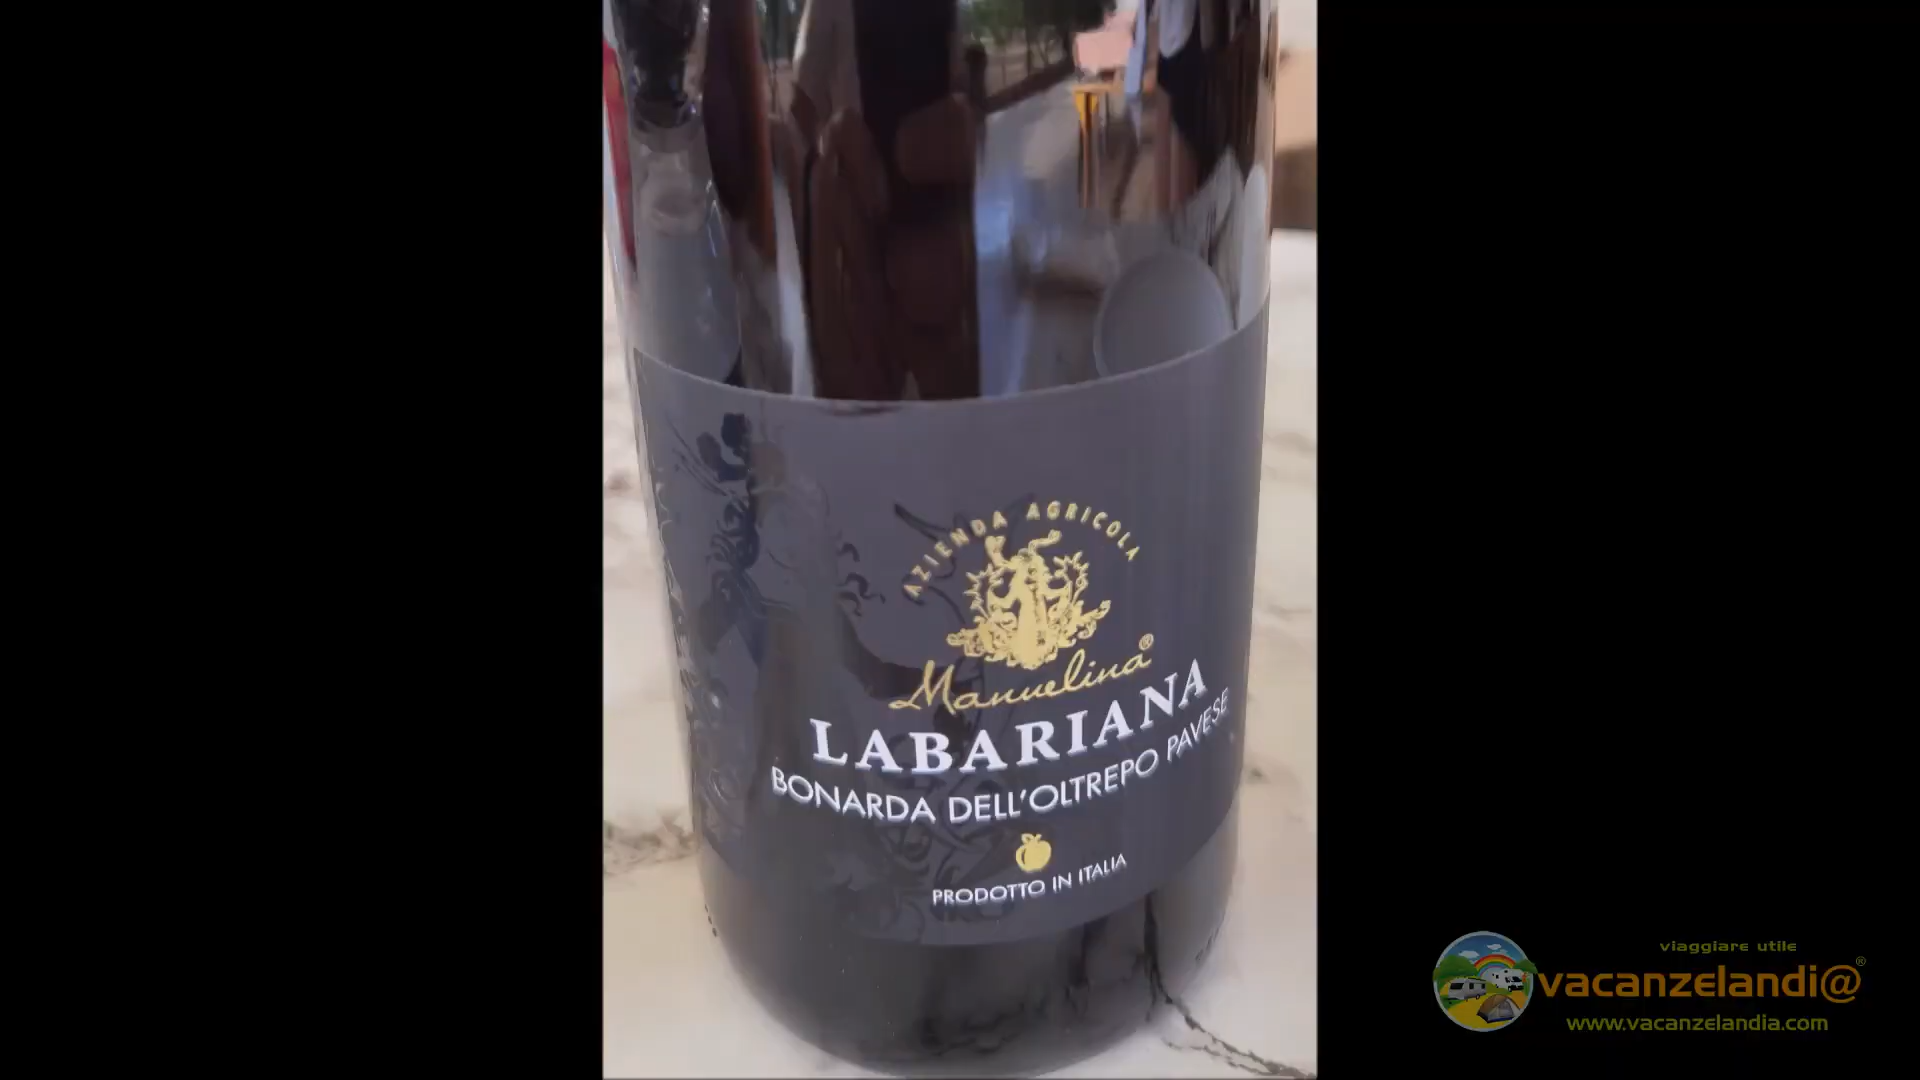 AZIENDA AGRICOLA
Manuelina®
LABARIANA
BONARDA DELL'OLTREPO PAVESE
PRODOTTO IN ITALIA
viaggiare utile
vacanzelandi@®
www.vacanzelandia.com